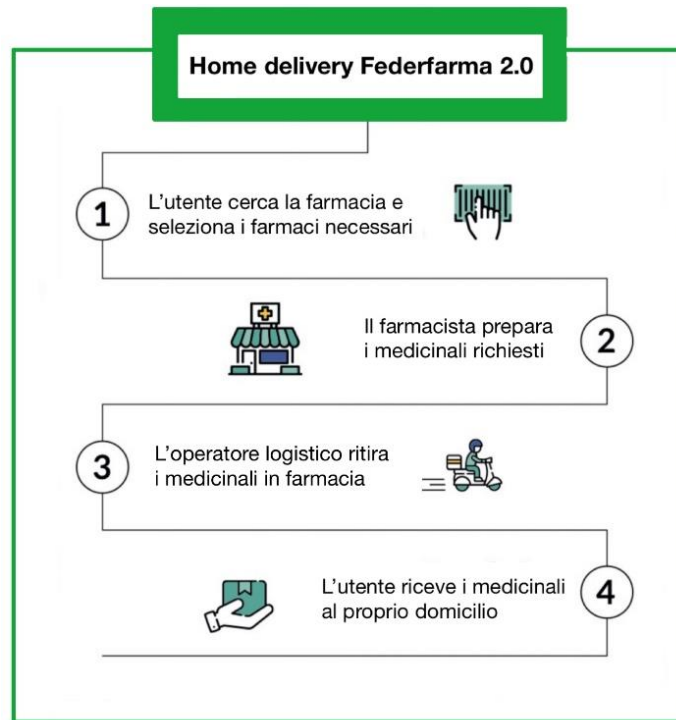 Home delivery Federfarma 2.0
1
L'utente cerca la farmacia e
seleziona i farmaci necessari
Il farmacista prepara
i medicinali richiesti
2
3
L'operatore logistico ritira
i medicinali in farmacia
L'utente riceve i medicinali
al proprio domicilio
4